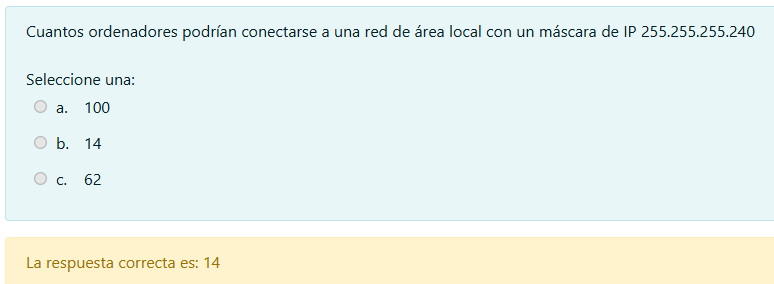 Cuantos ordenadores podrían conectarse a una red de área local con un máscara de IP 255.255.255.240
Seleccione una:
a. 100
b. 14
c. 62
La respuesta correcta es: 14